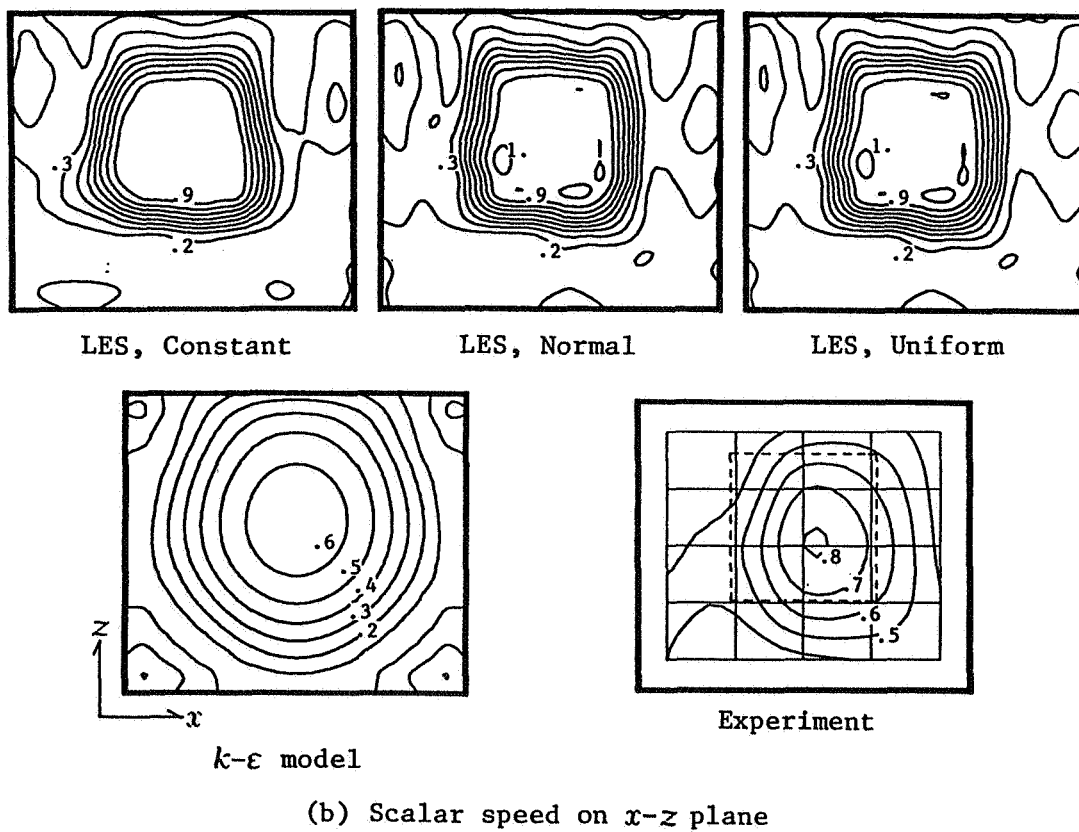 .3
.9
.2
.3
1.
.9
.2
.3
1.
.9
.2
LES, Constant
LES, Normal
LES, Uniform
.6
.5
.4
.3
.2
z
x
.8
.7
.6
.5
k-ε model
Experiment
(b) Scalar speed on x-z plane